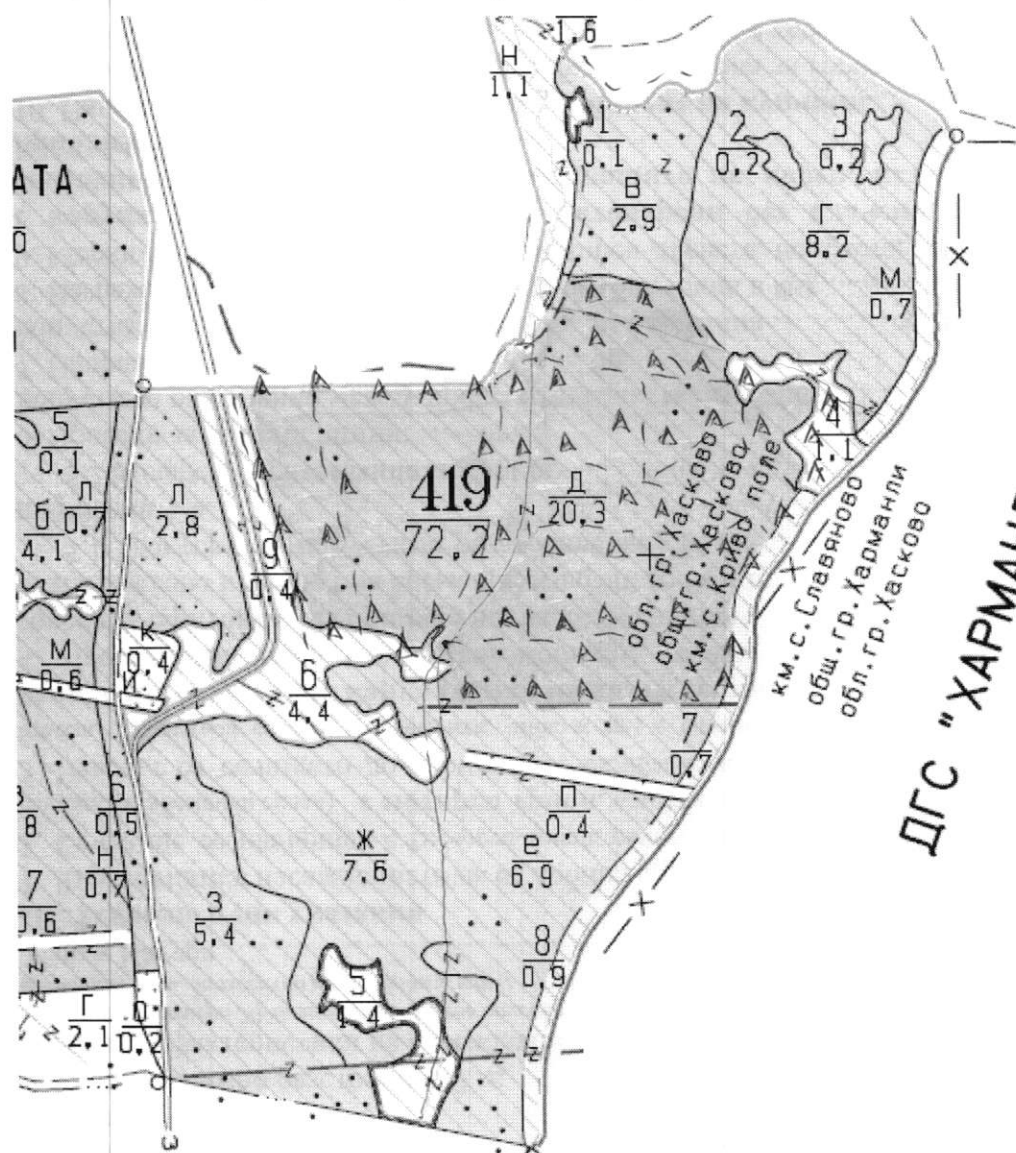 1,6
Н
1,1
1
0,1
2
0,2
3
0,2
АТА
В
2,9
Г
8,2
М
0,7
5
0,1
Л
0,7
Л
2,8
б
4,1
419
72,2
Д
20,3
4
1,1
9
0,4
обл.гр. Хасково
общ.гр. Хасково
км.с. Криво поле
км.с.Славяново
общ.гр. Харманли
обл.гр. Хасково
ДГС "ХАРМАНЛ
М
0,6
К
0,4
И
6
4,4
7
0,7
П
0,4
6
0,5
Ж
7,6
е
6,9
Н
0,7
7
0,6
З
5,4
8
0,9
5
1,4
Г
2,1
О
0,2